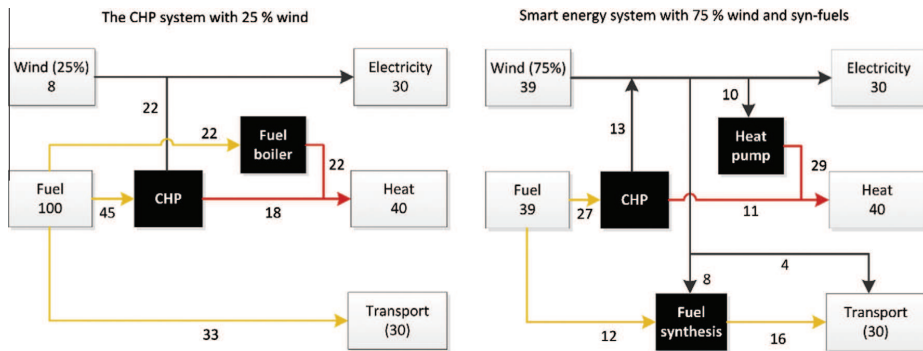 The CHP system with 25 % wind
Wind (25%)
8
Electricity
30
22
22
Fuel
boiler
22
Fuel
100
45
CHP
18
Heat
40
33
Transport
(30)
Smart energy system with 75 % wind and syn-fuels
Wind (75%)
39
Electricity
30
10
13
Heat
pump
29
Fuel
39
27
CHP
11
Heat
40
4
8
12
Fuel
synthesis
16
Transport
(30)